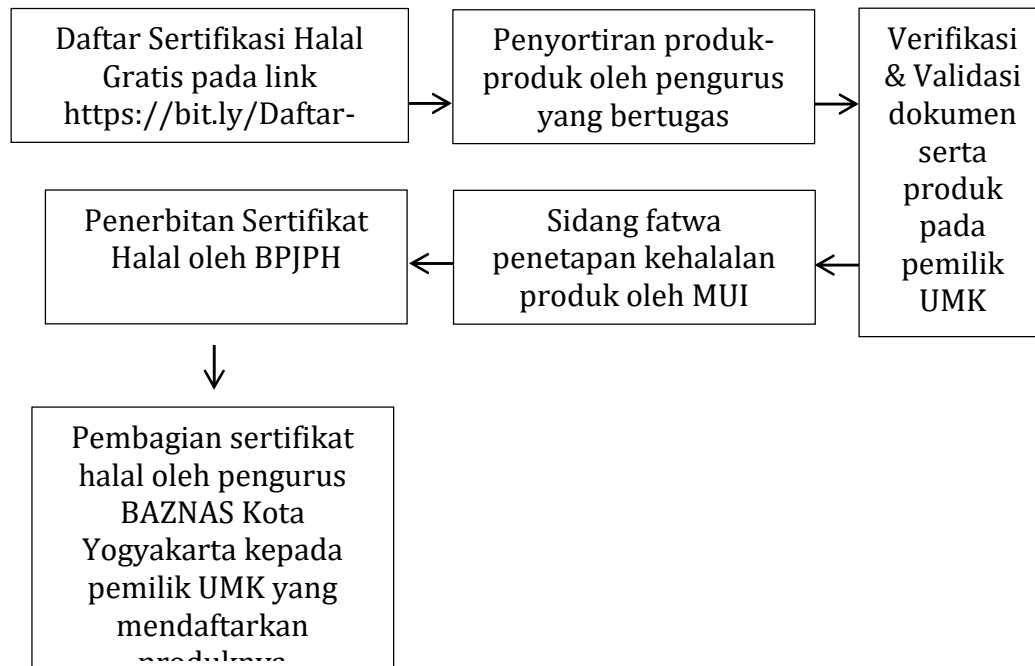 Daftar Sertifikasi Halal
Gratis pada link
https://bit.ly/Daftar-
Penyortiran produk-
produk oleh pengurus
yang bertugas
Verifikasi
& Validasi
dokumen
serta
produk
pada
pemilik
UMK
Sidang fatwa
penetapan kehalalan
produk oleh MUI
Penerbitan Sertifikat
Halal oleh BPJPH
Pembagian sertifikat
halal oleh pengurus
BAZNAS Kota
Yogyakarta kepada
pemilik UMK yang
mendaftarkan
produknya